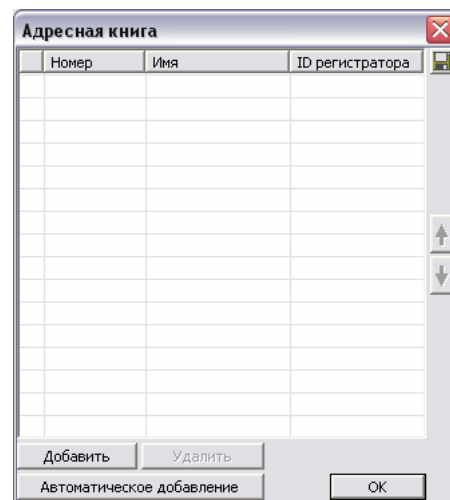 Адресная книга
Номер Имя ID регистратора
Добавить Удалить
Автоматическое добавление OK